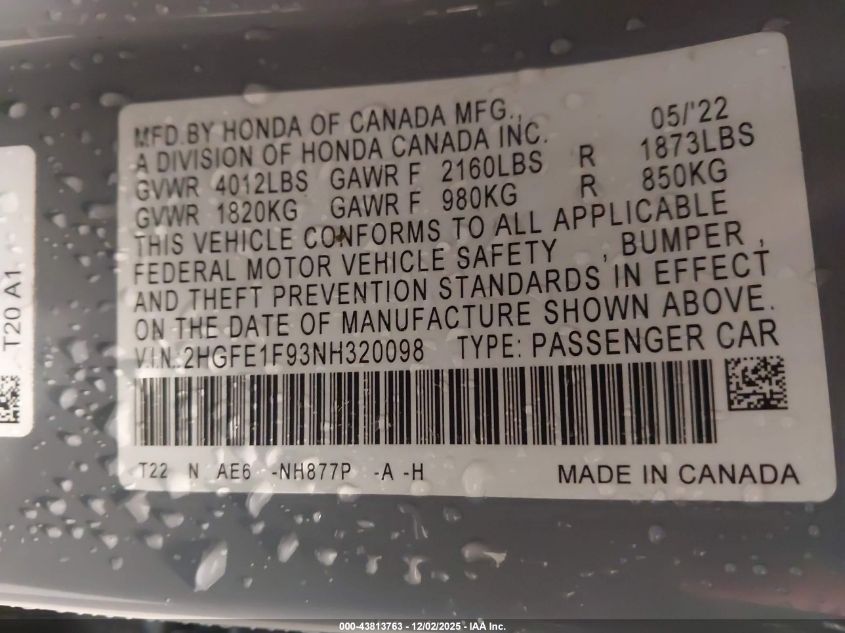 MFD.BY HONDA OF CANADA MFG., 05/'22
A DIVISION OF HONDA CANADA INC.
GVWR 4012LBS GAWR F 2160LBS R 1873LBS
GVWR 1820KG GAWR F 980KG R 850KG
THIS VEHICLE CONFORMS TO ALL APPLICABLE
FEDERAL MOTOR VEHICLE SAFETY , BUMPER ,
AND THEFT PREVENTION STANDARDS IN EFFECT
ON THE DATE OF MANUFACTURE SHOWN ABOVE.
V.I.N.:2HGFE1F93NH320098 TYPE: PASSENGER CAR
T22 N AE6 -NH877P -A -H MADE IN CANADA
T20 A1
000-43813763 - 12/02/2025 - IAA Inc.